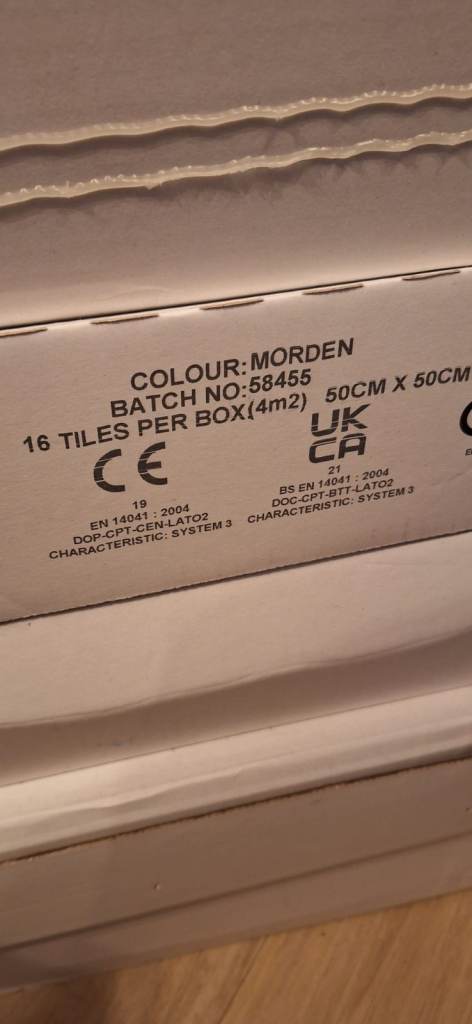 COLOUR: MORDEN
BATCH NO: 58455
16 TILES PER BOX(4m2) 50CM X 50CM
CE
19
EN 14041 : 2004
DOP-CPT-CEN-LATO2
CHARACTERISTIC: SYSTEM 3
UK
CA
21
BS EN 14041 : 2004
DOC-CPT-BTT-LATO2
CHARACTERISTIC: SYSTEM 3